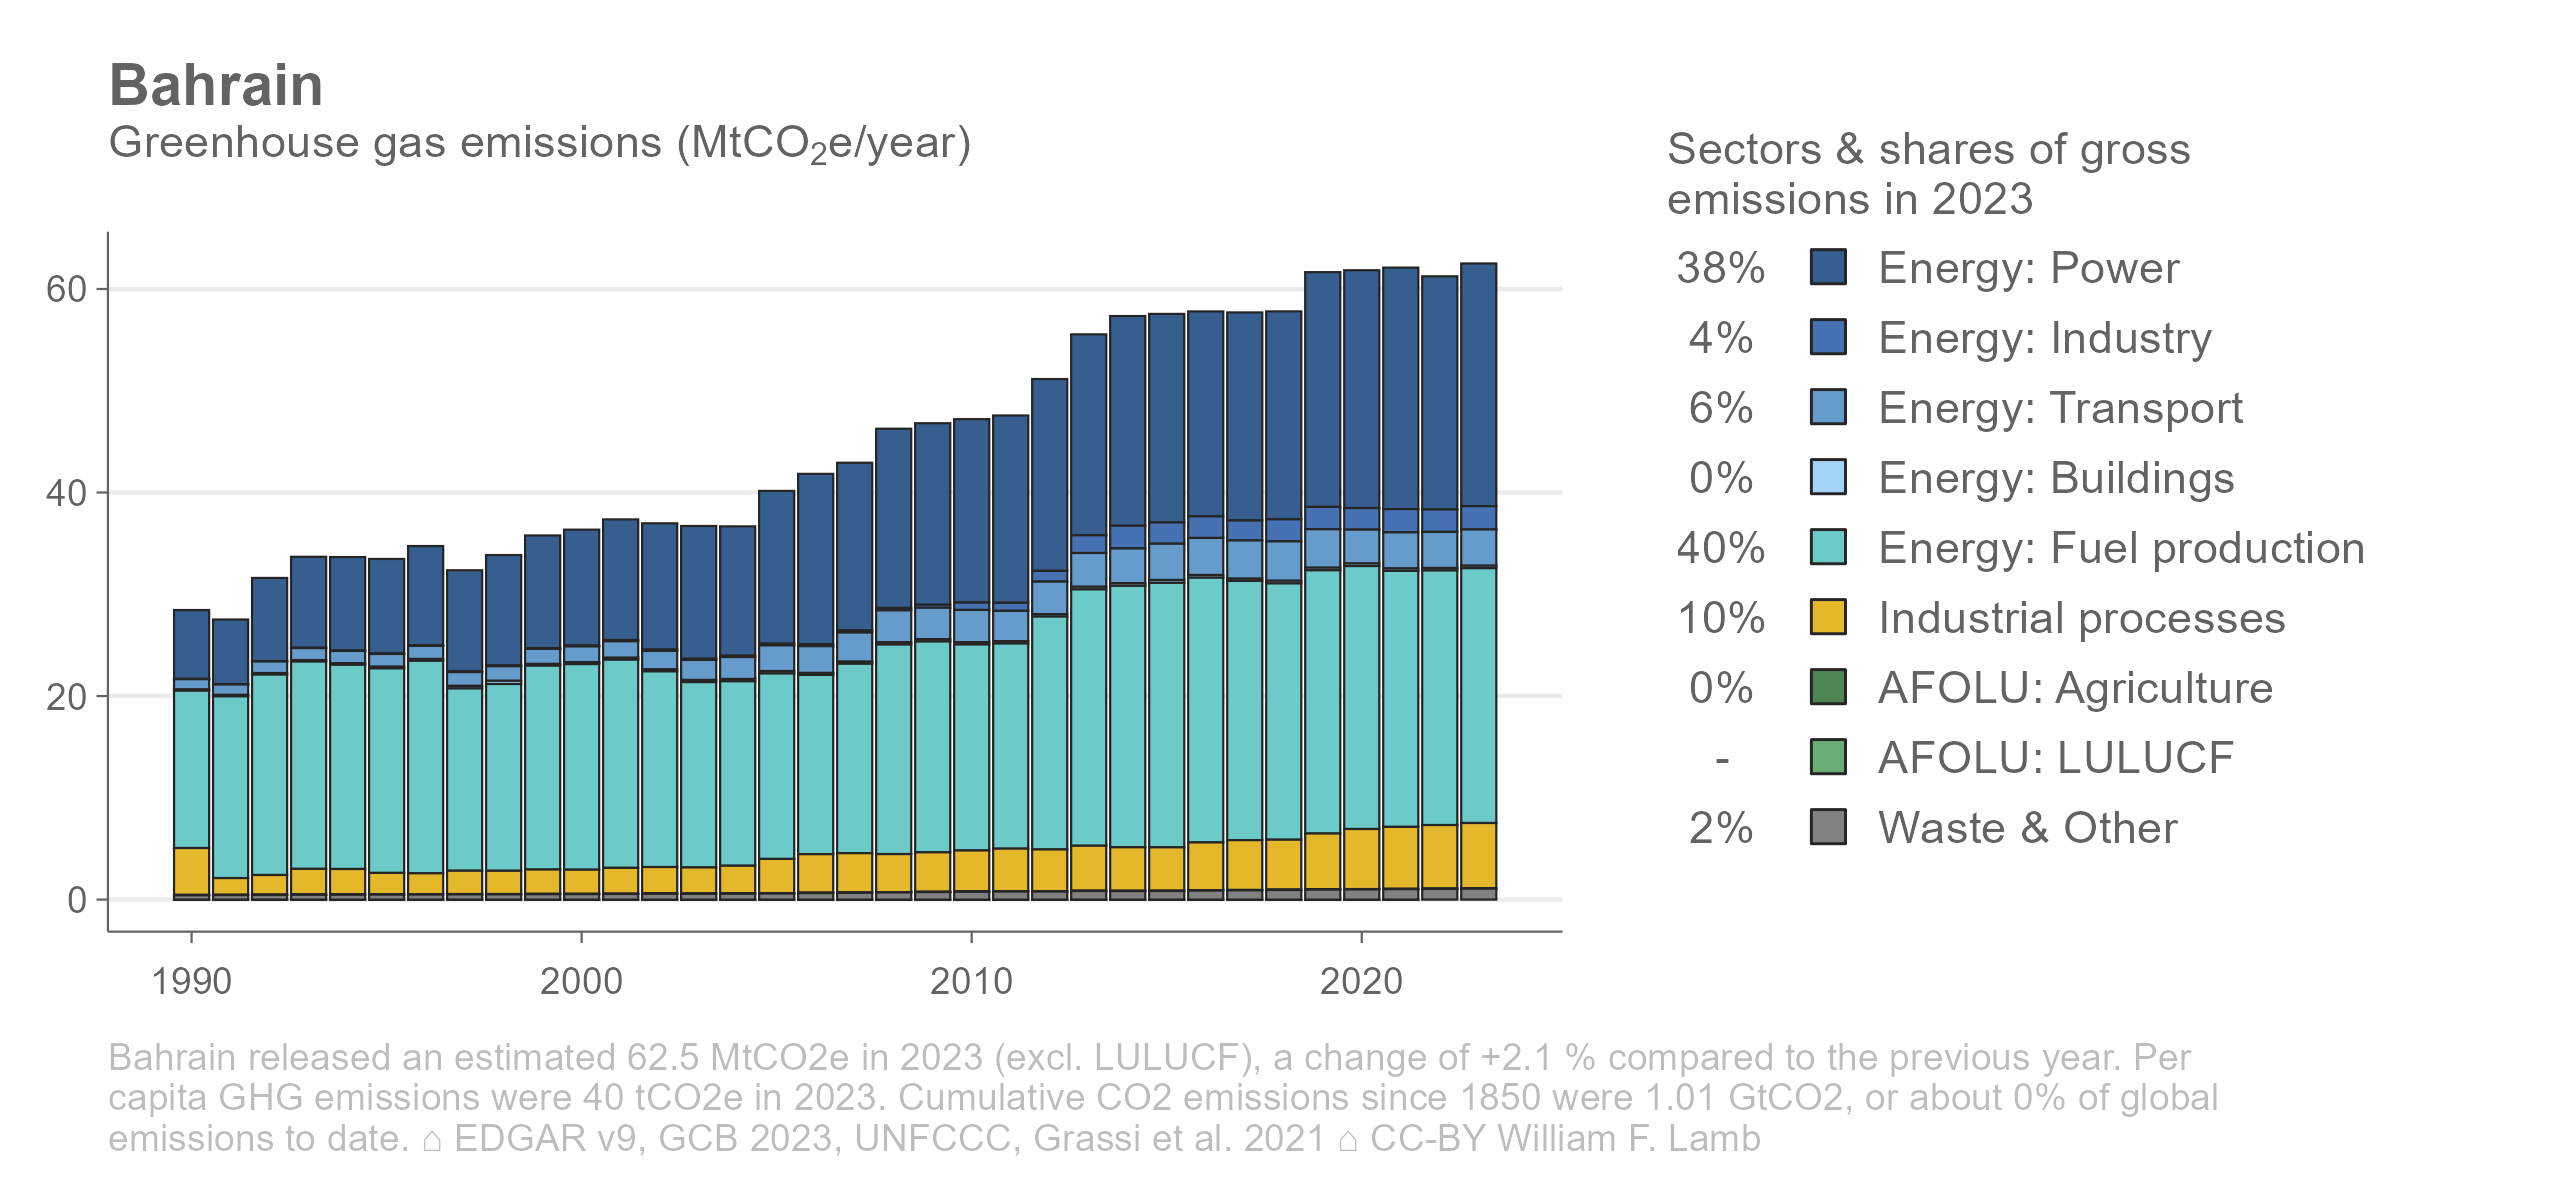 Bahrain
Greenhouse gas emissions (MtCO₂e/year)
Sectors & shares of gross
emissions in 2023
38% Energy: Power
4% Energy: Industry
6% Energy: Transport
0% Energy: Buildings
40% Energy: Fuel production
10% Industrial processes
0% AFOLU: Agriculture
- AFOLU: LULUCF
2% Waste & Other
60
40
20
0
1990 2000 2010 2020
Bahrain released an estimated 62.5 MtCO2e in 2023 (excl. LULUCF), a change of +2.1 % compared to the previous year. Per
capita GHG emissions were 40 tCO2e in 2023. Cumulative CO2 emissions since 1850 were 1.01 GtCO2, or about 0% of global
emissions to date. ⌂ EDGAR v9, GCB 2023, UNFCCC, Grassi et al. 2021 ⌂ CC-BY William F. Lamb